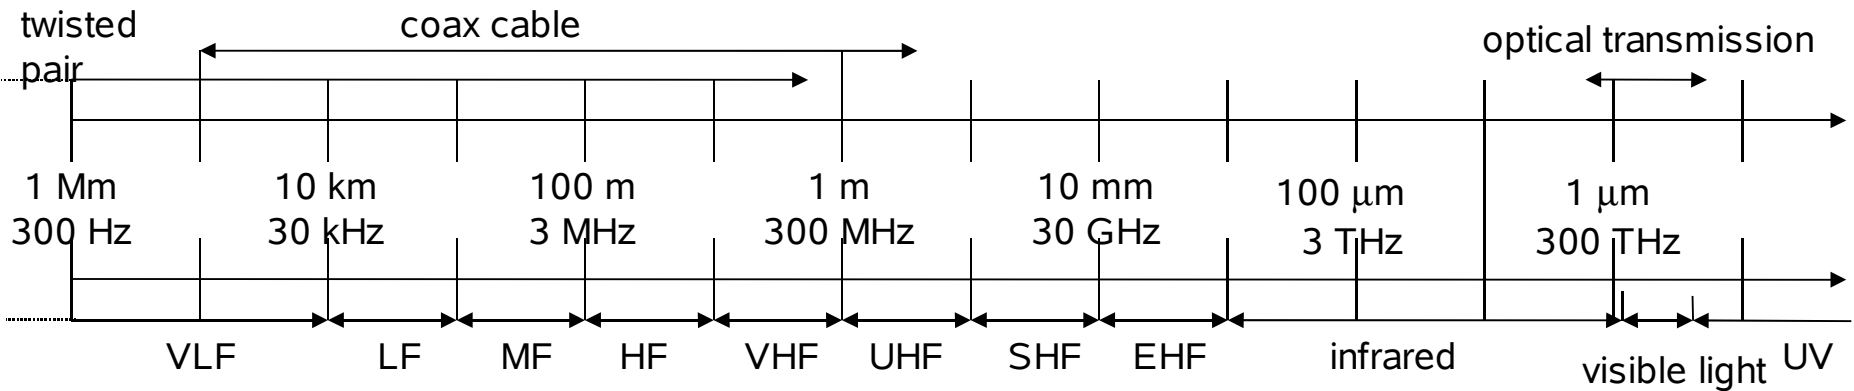 twisted
pair
coax cable
optical transmission
1 Mm
300 Hz
10 km
30 kHz
100 m
3 MHz
1 m
300 MHz
10 mm
30 GHz
100 μm
3 THz
1 μm
300 THz
VLF
LF
MF
HF
VHF
UHF
SHF
EHF
infrared
visible light
UV